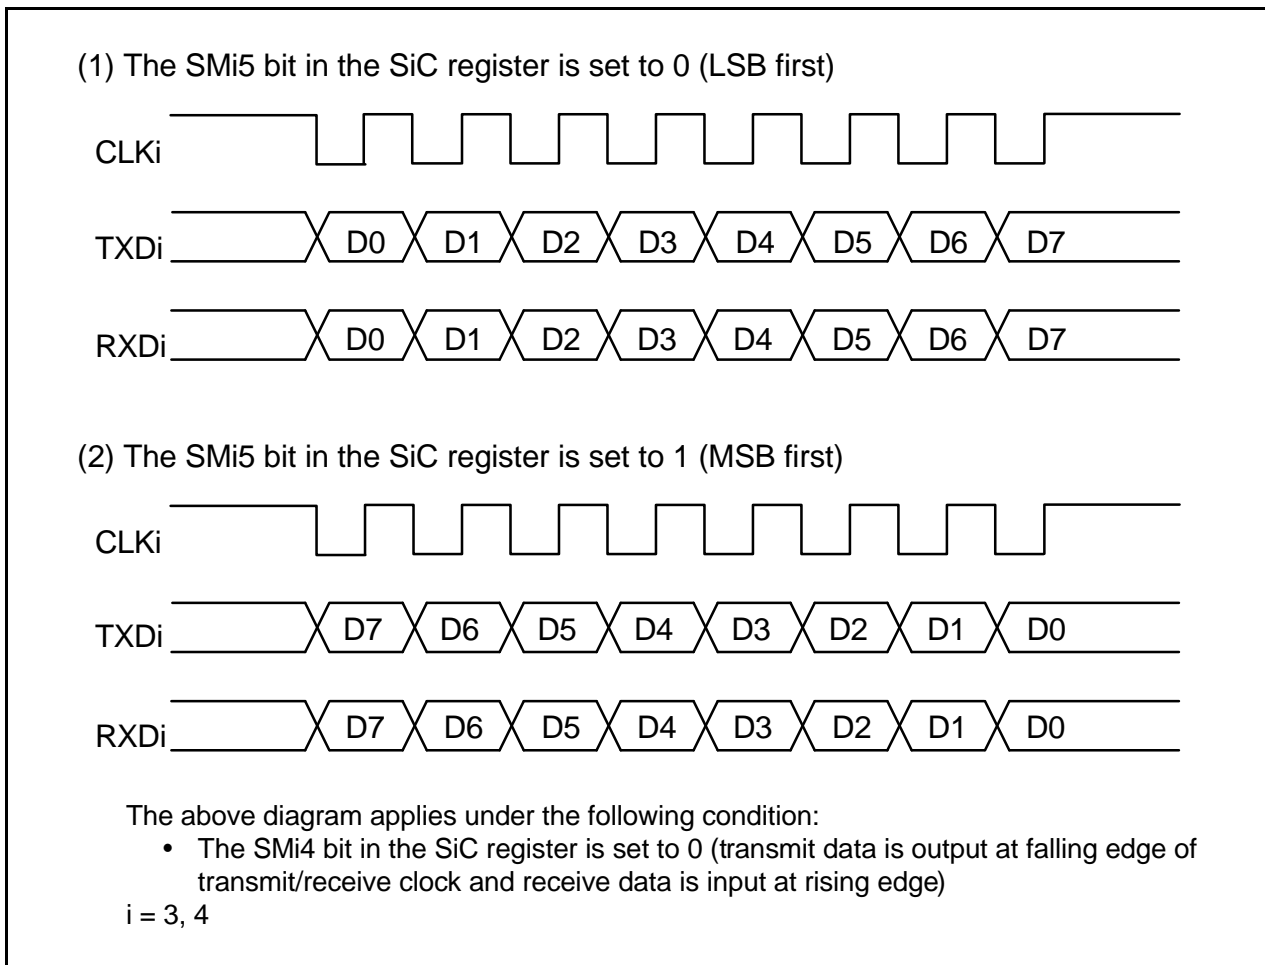 (1) The SMi5 bit in the SiC register is set to 0 (LSB first)
CLKi
TXDi D0 D1 D2 D3 D4 D5 D6 D7
RXDi D0 D1 D2 D3 D4 D5 D6 D7
(2) The SMi5 bit in the SiC register is set to 1 (MSB first)
CLKi
TXDi D7 D6 D5 D4 D3 D2 D1 D0
RXDi D7 D6 D5 D4 D3 D2 D1 D0
The above diagram applies under the following condition:
• The SMi4 bit in the SiC register is set to 0 (transmit data is output at falling edge of
transmit/receive clock and receive data is input at rising edge)
i = 3, 4